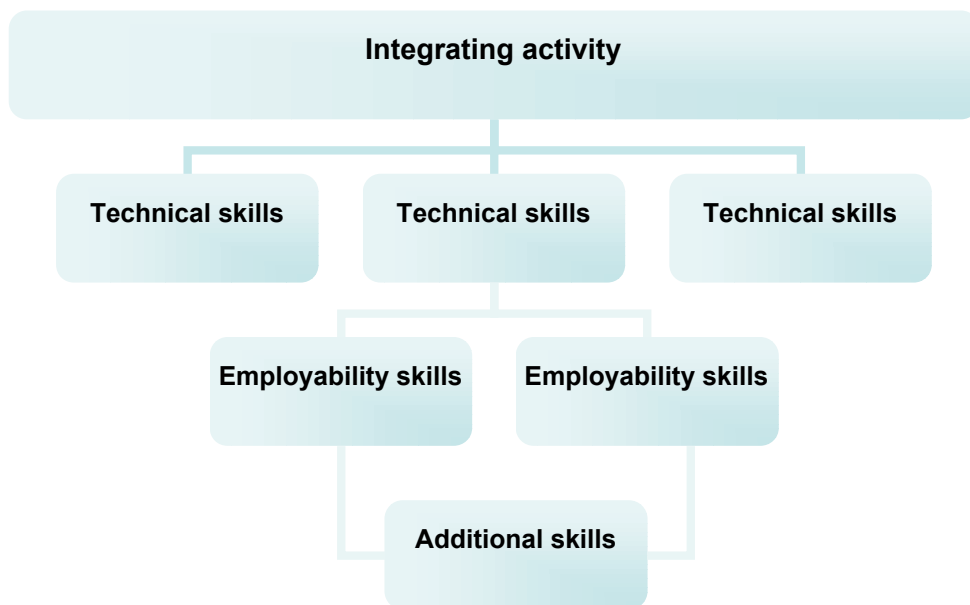 Integrating activity
Technical skills
Technical skills
Technical skills
Employability skills
Employability skills
Additional skills